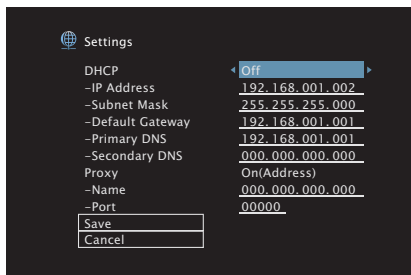 Settings
DHCP Off
-IP Address 192.168.001.002
-Subnet Mask 255.255.255.000
-Default Gateway 192.168.001.001
-Primary DNS 192.168.001.001
-Secondary DNS 000.000.000.000
Proxy On(Address)
-Name 000.000.000.000
-Port 00000
Save
Cancel